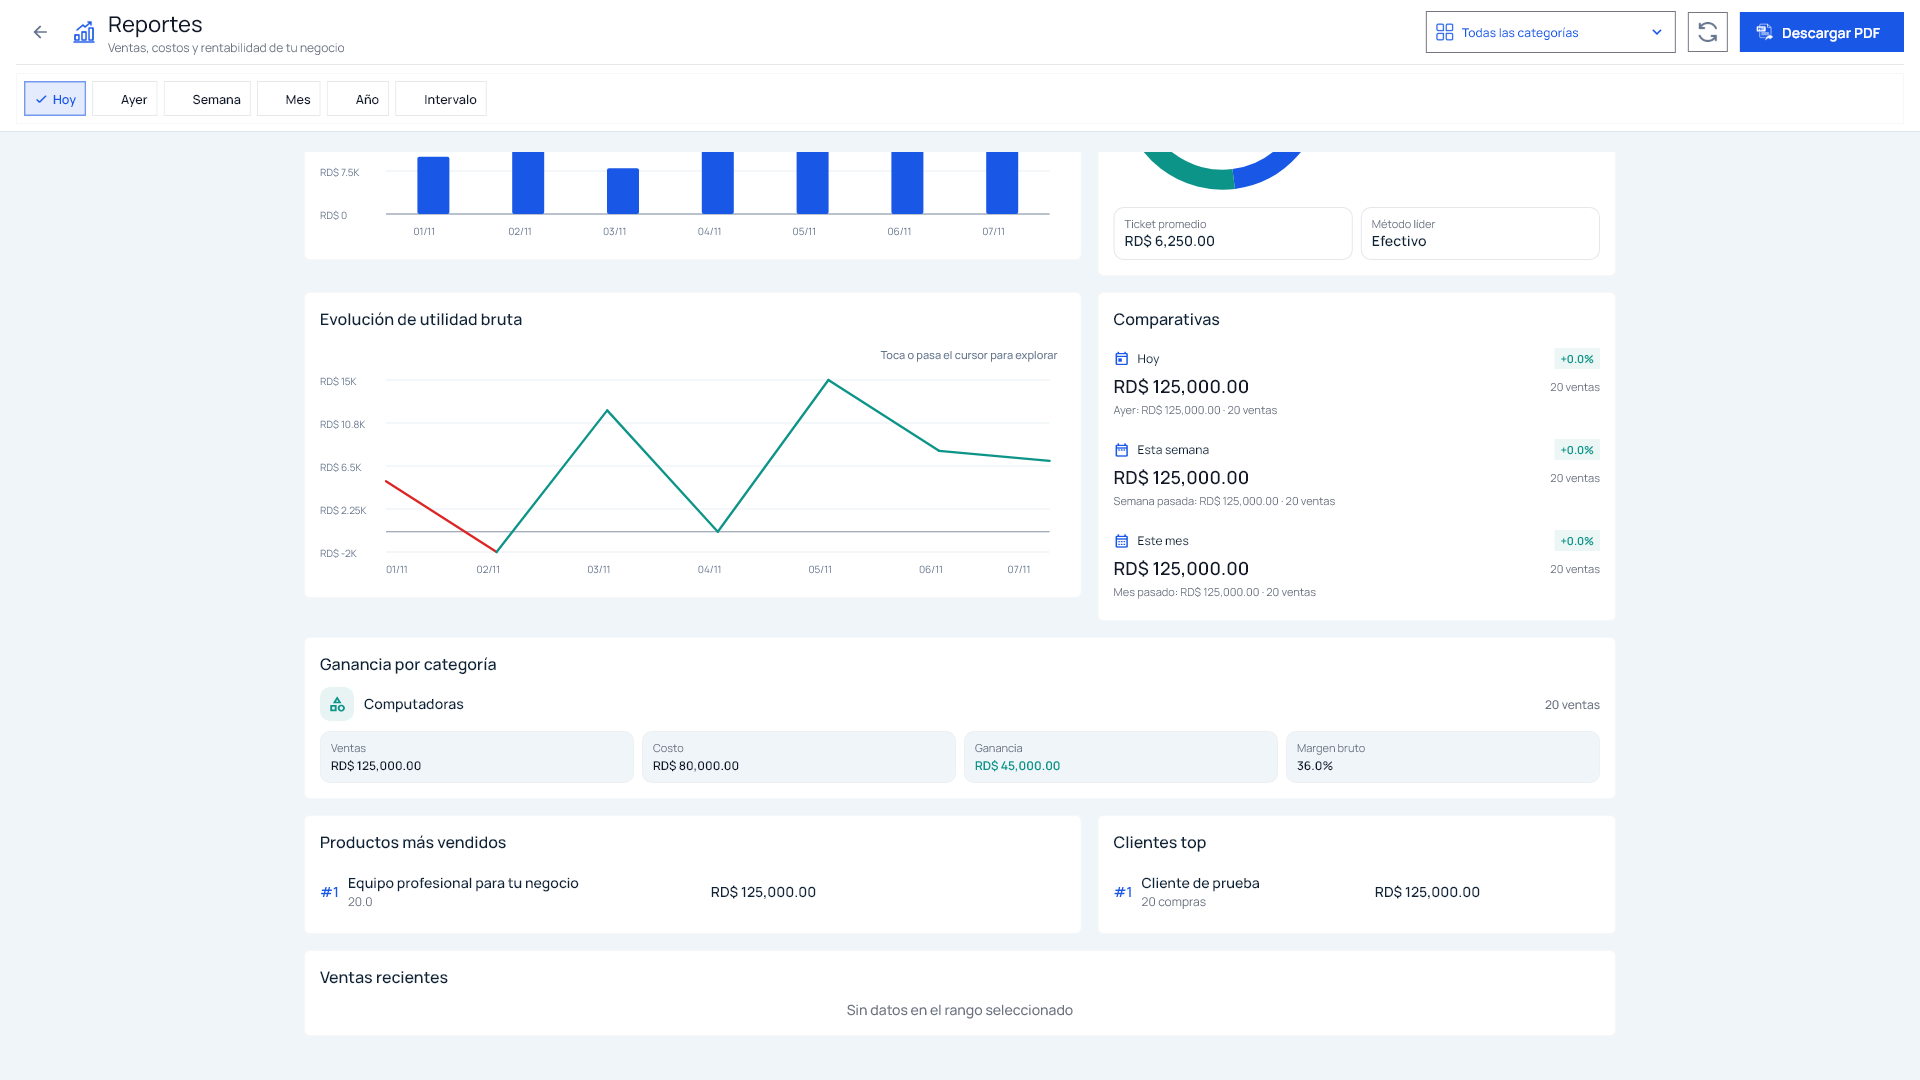 Reportes
Ventas, costos y rentabilidad de tu negocio
Todas las categorías
Descargar PDF
Hoy
Ayer
Semana
Mes
Año
Intervalo
RD$ 7.5K
RD$ 0
01/11
02/11
03/11
04/11
05/11
06/11
07/11
Ticket promedio
RD$ 6,250.00
Método líder
Efectivo
Evolución de utilidad bruta
Toca o pasa el cursor para explorar
RD$ 15K
RD$ 10.8K
RD$ 6.5K
RD$ 2.25K
RD$ -2K
01/11
02/11
03/11
04/11
05/11
06/11
07/11
Comparativas
Hoy
+0.0%
RD$ 125,000.00
20 ventas
Ayer: RD$ 125,000.00 · 20 ventas
Esta semana
+0.0%
RD$ 125,000.00
20 ventas
Semana pasada: RD$ 125,000.00 · 20 ventas
Este mes
+0.0%
RD$ 125,000.00
20 ventas
Mes pasado: RD$ 125,000.00 · 20 ventas
Ganancia por categoría
Computadoras
20 ventas
Ventas
RD$ 125,000.00
Costo
RD$ 80,000.00
Ganancia
RD$ 45,000.00
Margen bruto
36.0%
Productos más vendidos
#1
Equipo profesional para tu negocio
20.0
RD$ 125,000.00
Clientes top
#1
Cliente de prueba
20 compras
RD$ 125,000.00
Ventas recientes
Sin datos en el rango seleccionado